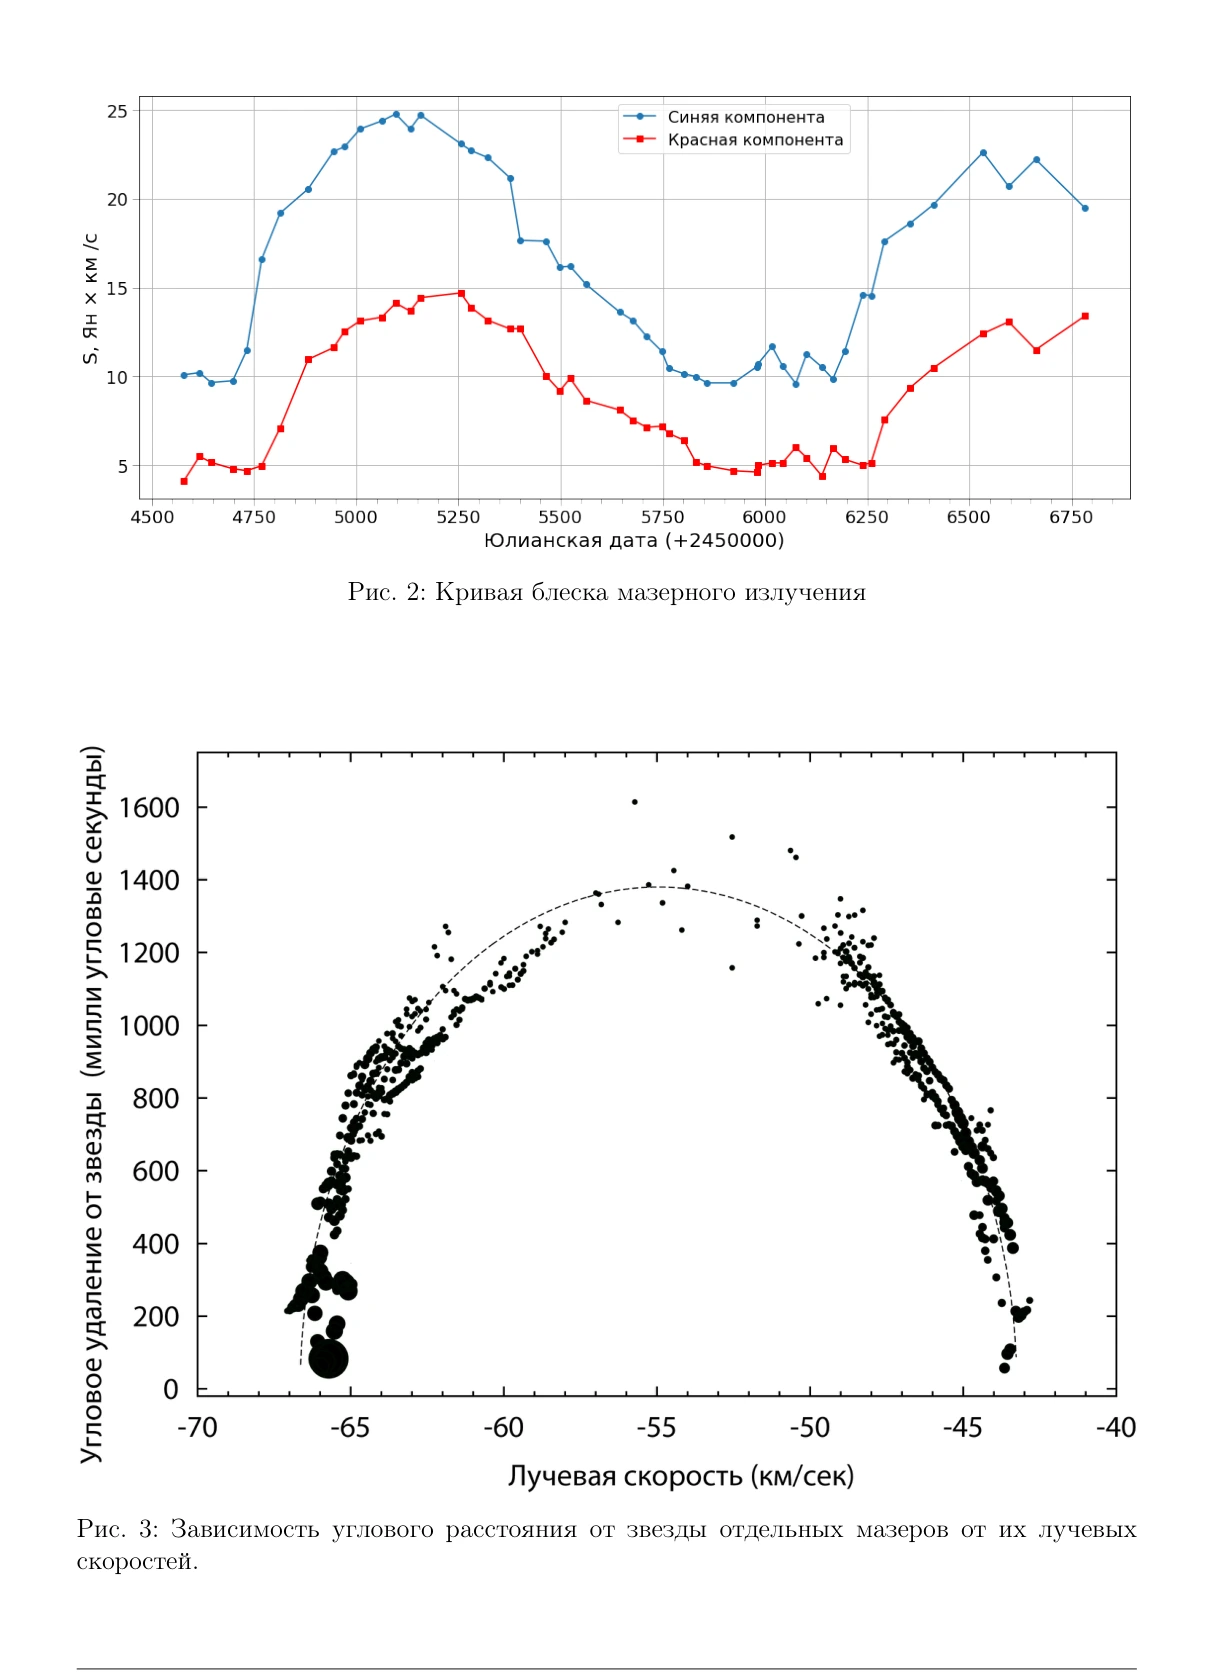 25
20
15
10
5
S, Ян × км /с
Синяя компонента
Красная компонента
4500 4750 5000 5250 5500 5750 6000 6250 6500 6750
Юлианская дата (+2450000)
Рис. 2: Кривая блеска мазерного излучения
Угловое удаление от звезды (милли угловые секунды)
1600
1400
1200
1000
800
600
400
200
0
-70 -65 -60 -55 -50 -45 -40
Лучевая скорость (км/сек)
Рис. 3: Зависимость углового расстояния от звезды отдельных мазеров от их лучевых
скоростей.